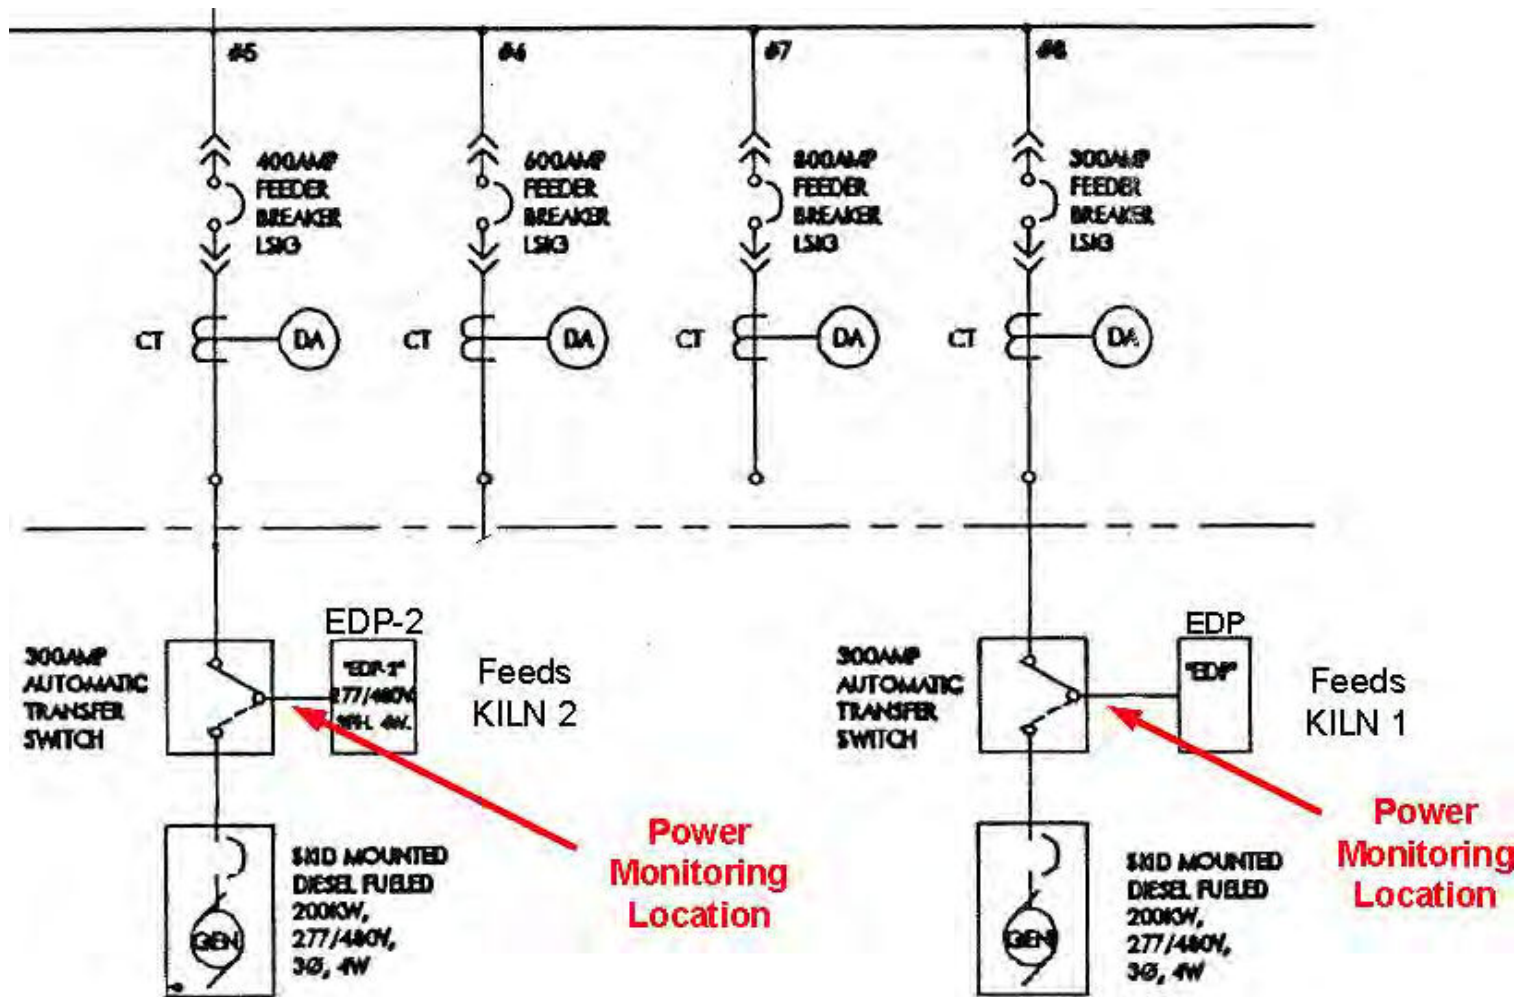 #5
#6
#7
#8
400AMP
FEEDER
BREAKER
LSIG
600AMP
FEEDER
BREAKER
LSIG
800AMP
FEEDER
BREAKER
LSIG
300AMP
FEEDER
BREAKER
LSIG
CT
DA
CT
DA
CT
DA
CT
DA
300AMP
AUTOMATIC
TRANSFER
SWITCH
EDP-2
"EDP-2"
277/480V
3PH. 4W.
Feeds
KILN 2
300AMP
AUTOMATIC
TRANSFER
SWITCH
EDP
"EDP"
Feeds
KILN 1
Power
Monitoring
Location
Power
Monitoring
Location
GEN
SKID MOUNTED
DIESEL FUELED
200KW,
277/480V,
3Ø, 4W
GEN
SKID MOUNTED
DIESEL FUELED
200KW,
277/480V,
3Ø, 4W